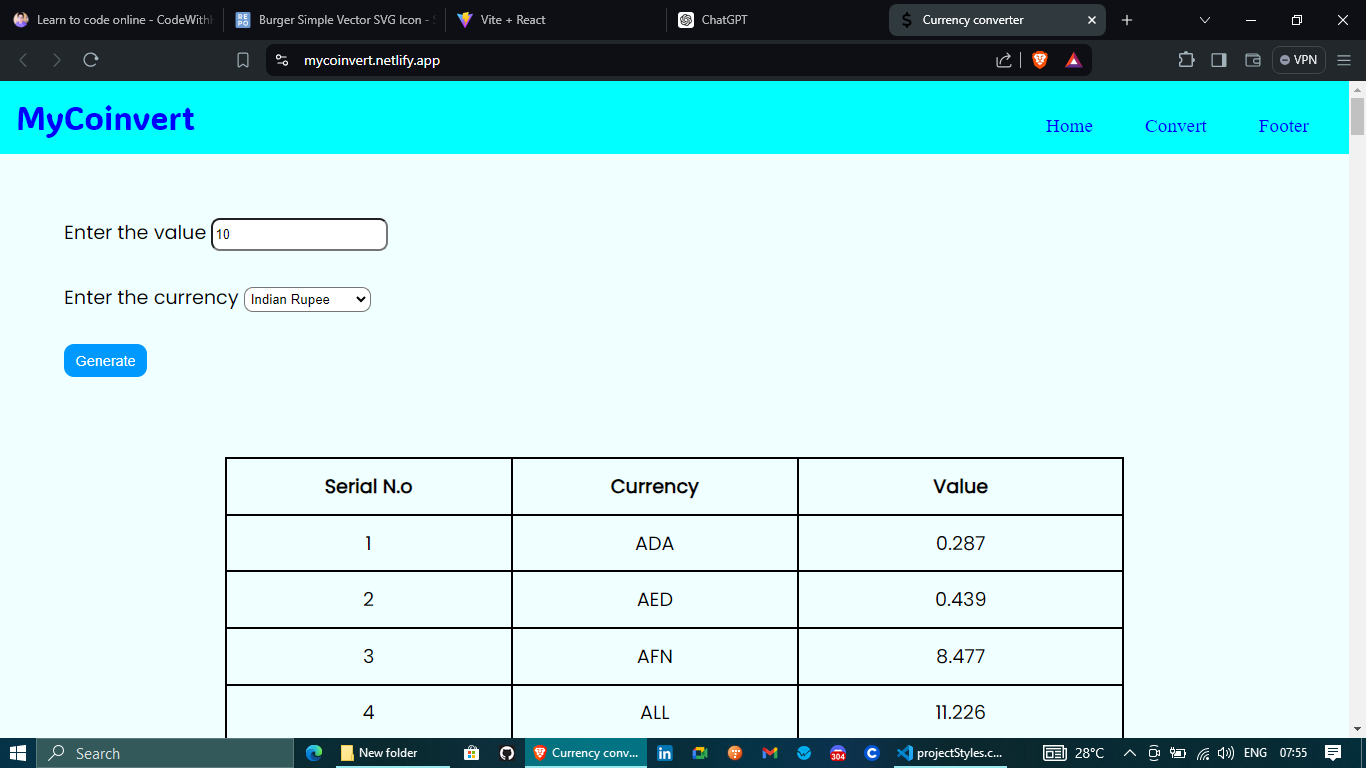 Learn to code online - CodeWithH
Burger Simple Vector SVG Icon - S
Vite + React
ChatGPT
Currency converter
mycoinvert.netlify.app
VPN
MyCoinvert
Home Convert Footer
Enter the value 10
Enter the currency Indian Rupee
Generate
Serial N.o Currency Value
1 ADA 0.287
2 AED 0.439
3 AFN 8.477
4 ALL 11.226
Search New folder Currency conv... projectStyles.c... 28°C ENG 07:55
REPO
304